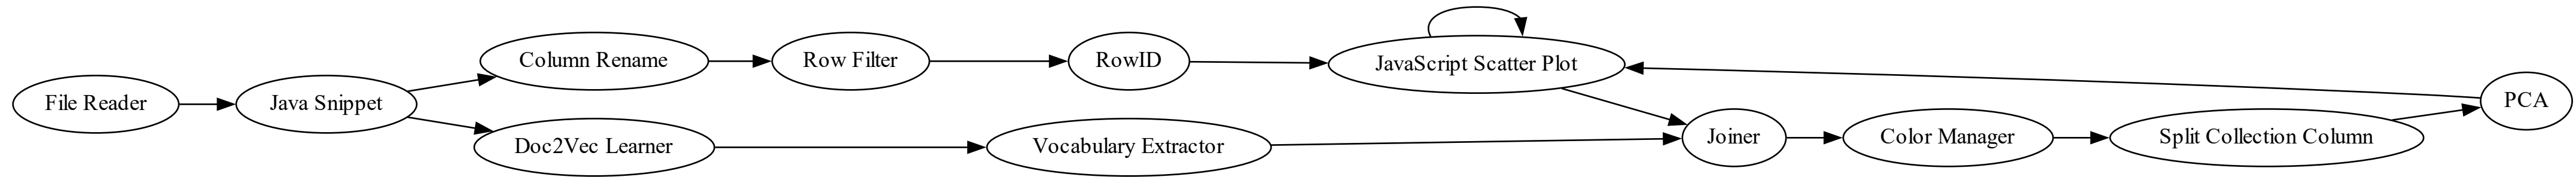 File Reader
Java Snippet
Column Rename
Row Filter
RowID
JavaScript Scatter Plot
Doc2Vec Learner
Vocabulary Extractor
Joiner
Color Manager
Split Collection Column
PCA